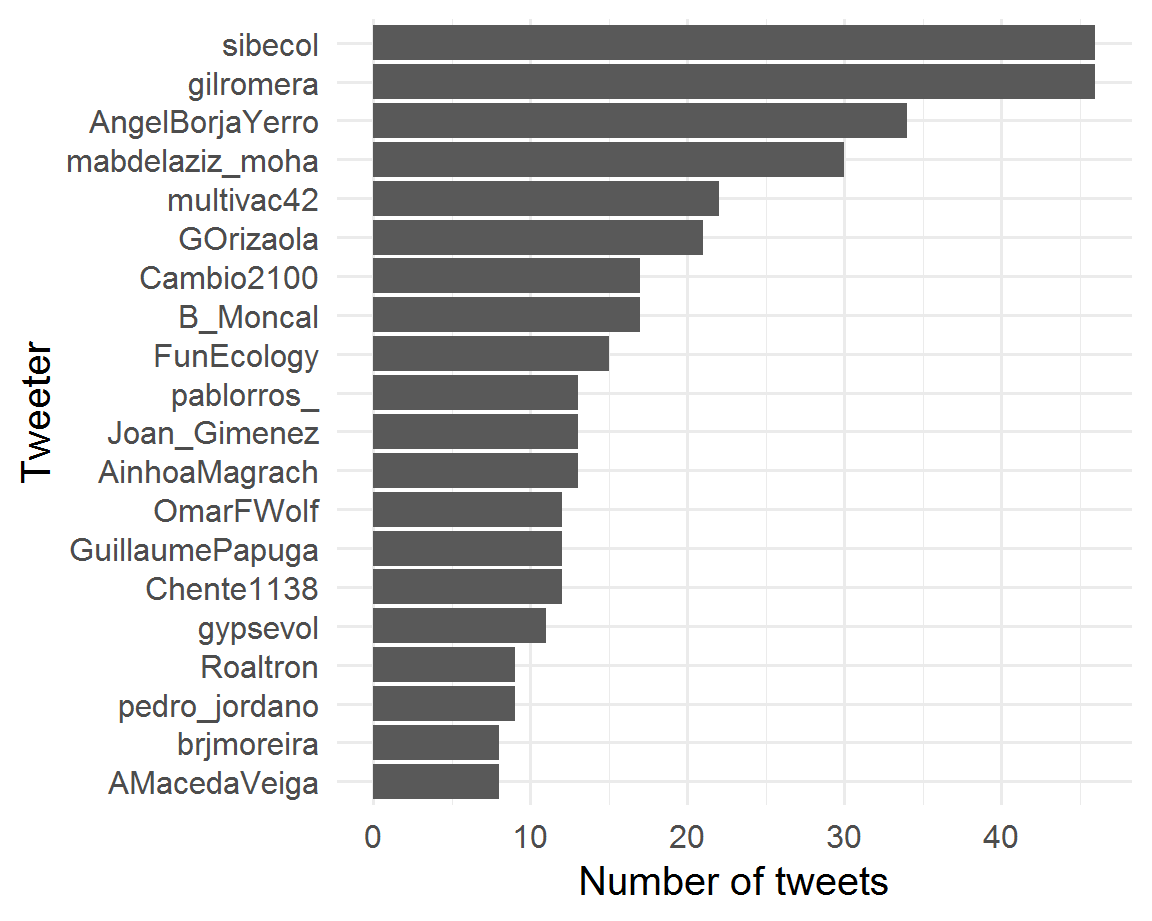 sibecol
gilromera
AngelBorjaYerro
mabdelaziz_moha
multivac42
GOrizaola
Cambio2100
B_Moncal
FunEcology
pablorros_
Joan_Gimenez
AinhoaMagrach
OmarFWolf
GuillaumePapuga
Chente1138
gypsevol
Roaltron
pedro_jordano
brjmoreira
AMacedaVeiga
Tweeter
0 10 20 30 40
Number of tweets